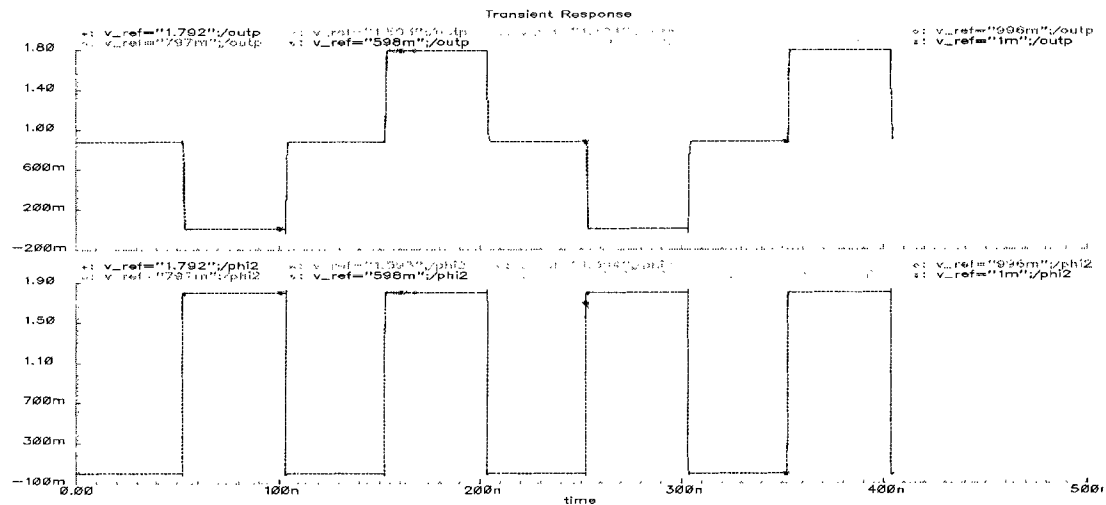 Transient Response
v_ref="1.792";/outp
v_ref="996m";/outp
v_ref="797m";/outp v_ref="598m";/outp v_ref="1m";/outp
1.80
1.40
1.00
600m
200m
-200m
v_ref="1.792";/phi2 v_ref="996m";/phi2
v_ref="797m";/phi2 v_ref="598m";/phi2 v_ref="1m";/phi2
1.90
1.50
1.10
700m
300m
-100m
0.00 100n 200n 300n 400n 500n
time